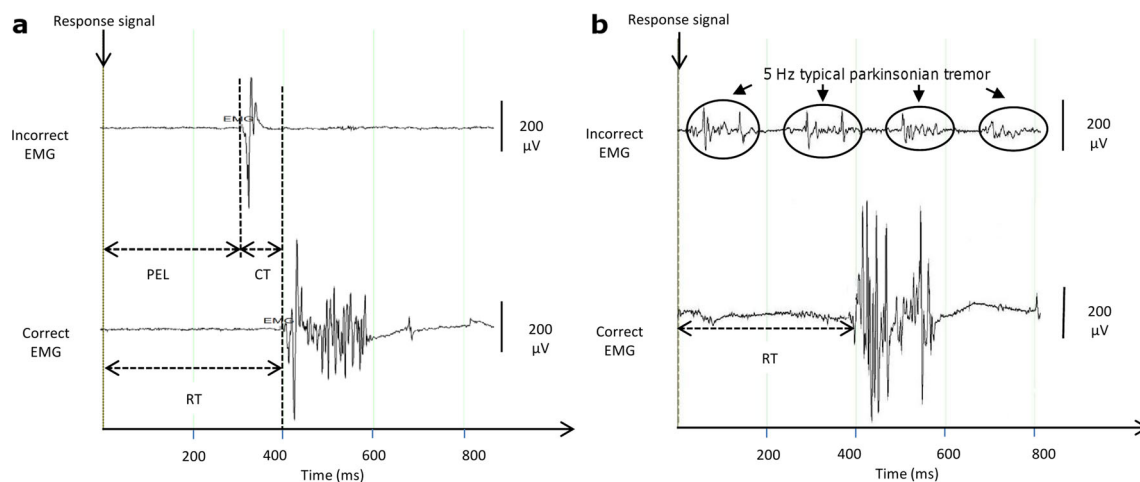 a
Response signal
Incorrect
EMG
EMG
200
µV
PEL
CT
Correct
EMG
EMG
200
µV
RT
200
400
600
800
Time (ms)
b
Response signal
5 Hz typical parkinsonian tremor
Incorrect
EMG
200
µV
Correct
EMG
200
µV
RT
200
400
600
800
Time (ms)